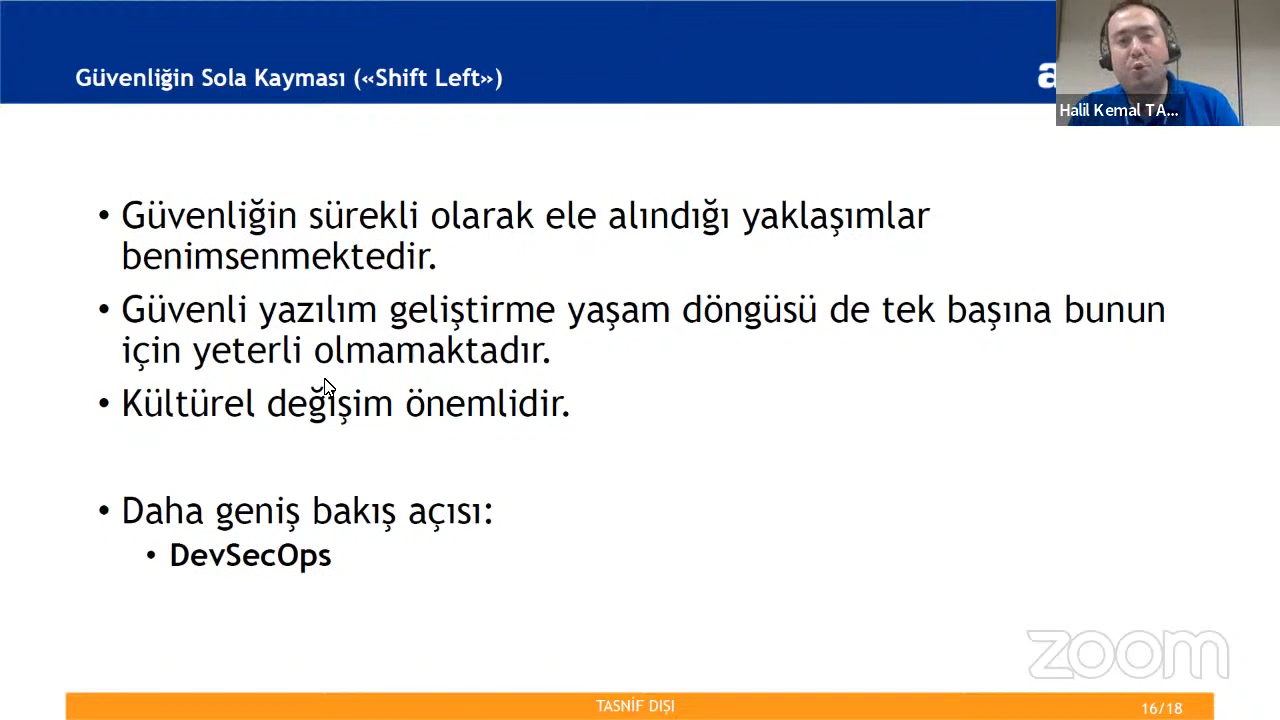 Güvenliğin Sola Kayması («Shift Left»)
a
Halil Kemal TA...
• Güvenliğin sürekli olarak ele alındığı yaklaşımlar
benimsenmektedir.
• Güvenli yazılım geliştirme yaşam döngüsü de tek başına bunun
için yeterli olmamaktadır.
• Kültürel değişim önemlidir.
• Daha geniş bakış açısı:
• DevSecOps
zoom
TASNİF DIŞI
16/18